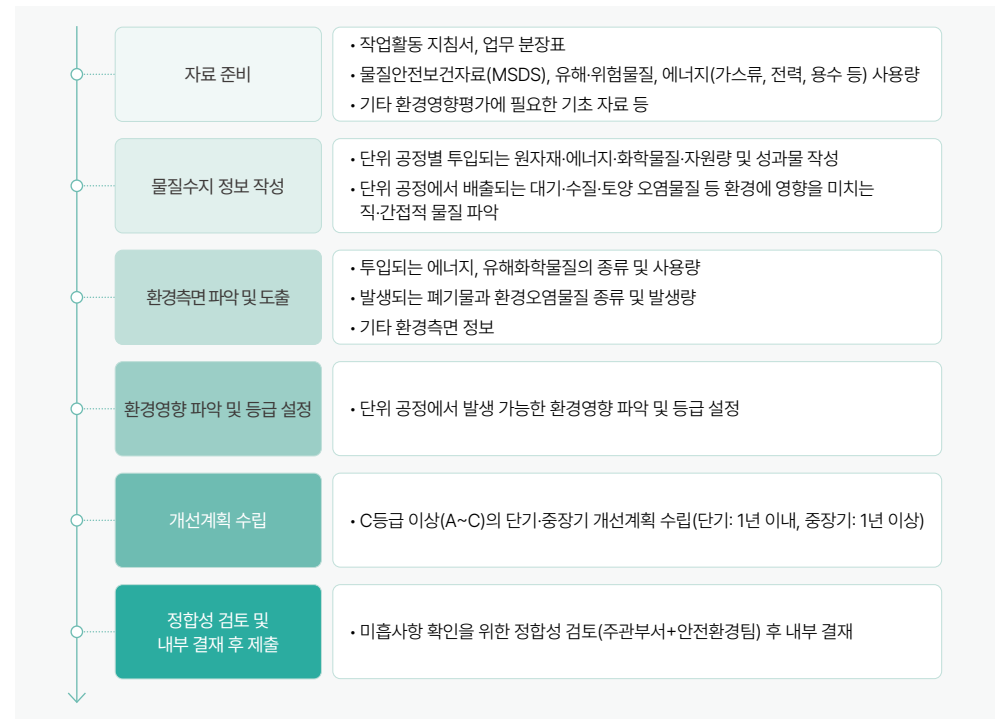 자료 준비
• 작업활동 지침서, 업무 분장표
• 물질안전보건자료(MSDS), 유해·위험물질, 에너지(가스류, 전력, 용수 등) 사용량
• 기타 환경영향평가에 필요한 기초 자료 등
물질수지 정보 작성
• 단위 공정별 투입되는 원자재·에너지·화학물질·자원량 및 성과물 작성
• 단위 공정에서 배출되는 대기·수질·토양 오염물질 등 환경에 영향을 미치는
직·간접적 물질 파악
환경측면 파악 및 도출
• 투입되는 에너지, 유해화학물질의 종류 및 사용량
• 발생되는 폐기물과 환경오염물질 종류 및 발생량
• 기타 환경측면 정보
환경영향 파악 및 등급 설정
• 단위 공정에서 발생 가능한 환경영향 파악 및 등급 설정
개선계획 수립
• C등급 이상(A~C)의 단기·중장기 개선계획 수립(단기: 1년 이내, 중장기: 1년 이상)
정합성 검토 및
내부 결재 후 제출
• 미흡사항 확인을 위한 정합성 검토(주관부서+안전환경팀) 후 내부 결재